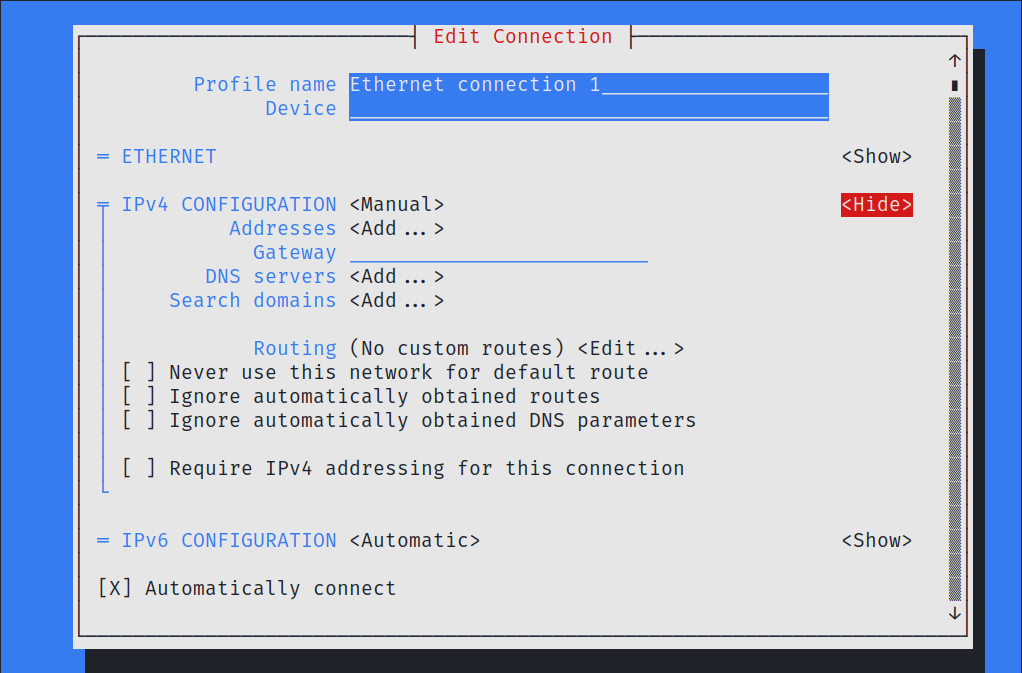 Edit Connection
Profile name Ethernet connection 1
Device
= ETHERNET <Show>
IPv4 CONFIGURATION <Manual> <Hide>
Addresses <Add...>
Gateway
DNS servers <Add...>
Search domains <Add...>
Routing (No custom routes) <Edit...>
[ ] Never use this network for default route
[ ] Ignore automatically obtained routes
[ ] Ignore automatically obtained DNS parameters
[ ] Require IPv4 addressing for this connection
= IPv6 CONFIGURATION <Automatic> <Show>
[X] Automatically connect